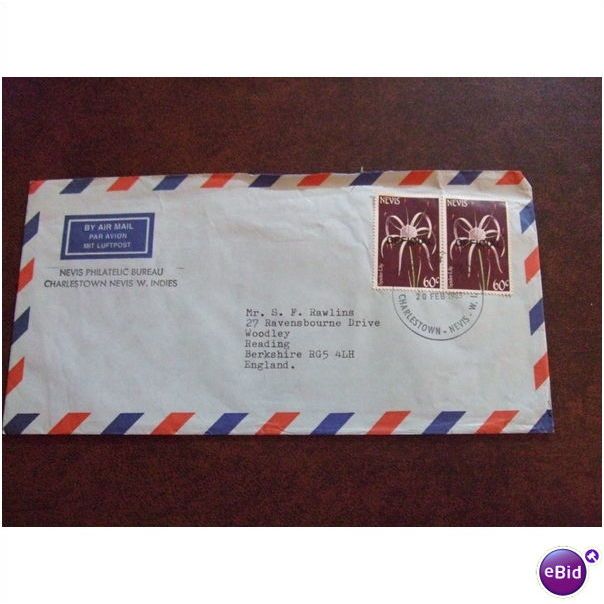 BY AIR MAIL
PAR AVION
MIT LUFTPOST
NEVIS PHILATELIC BUREAU
CHARLESTOWN NEVIS W. INDIES
NEVIS
60c
NEVIS
60c
20 FEB
CHARLESTOWN - NEVIS - W. I
Mr. S. F. Rawlins
27 Ravensbourne Drive
Woodley
Reading
Berkshire RG5 4LH
England.
eBid